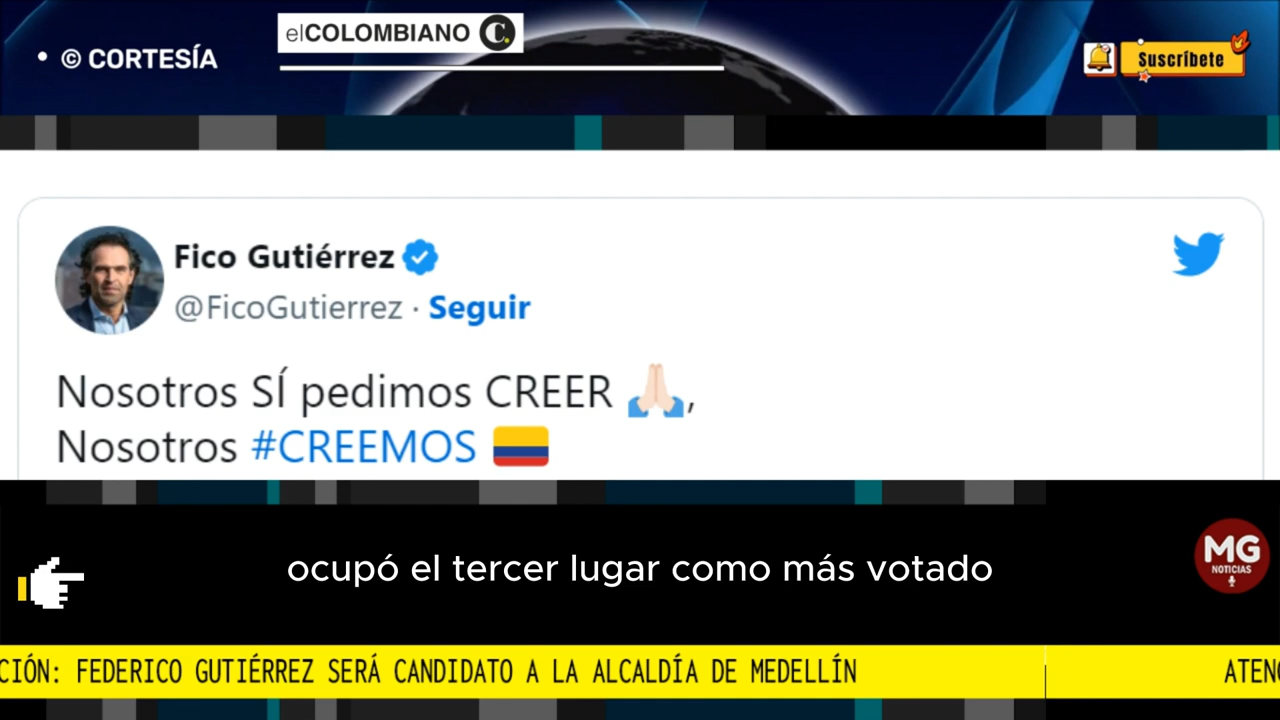 • © CORTESÍA
elCOLOMBIANO C.
Suscríbete
Fico Gutiérrez
@FicoGutierrez · Seguir
Nosotros SÍ pedimos CREER 🙏🏻,
Nosotros #CREEMOS 🇨🇴
ocupó el tercer lugar como más votado
MG
NOTICIAS
CIÓN: FEDERICO GUTIÉRREZ SERÁ CANDIDATO A LA ALCALDÍA DE MEDELLÍN ATENC